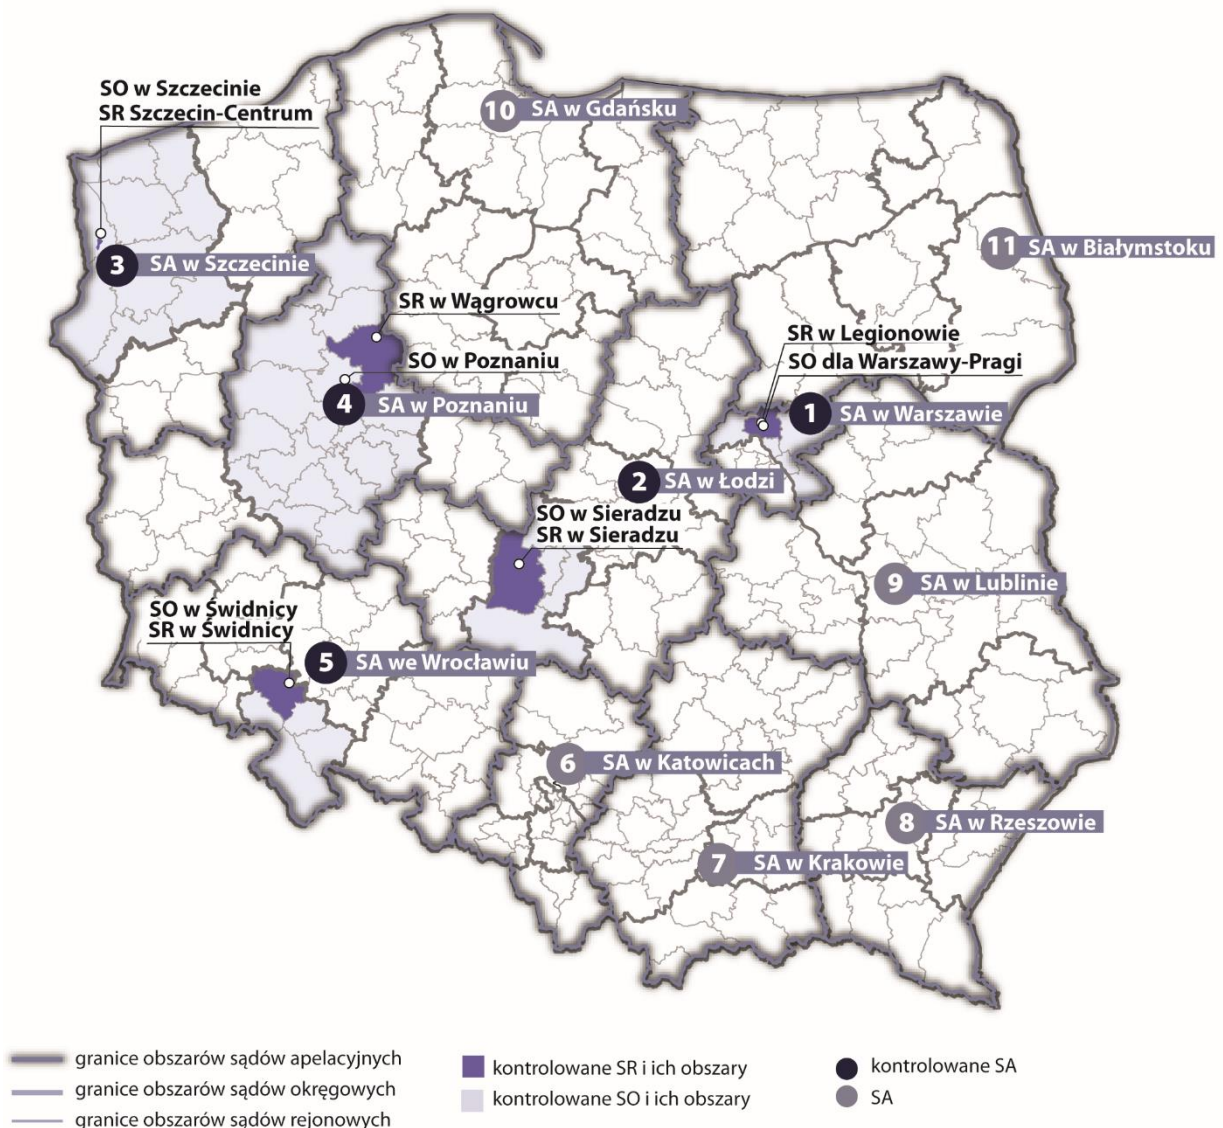 SO w Szczecinie
SR Szczecin-Centrum
10 SA w Gdańsku
11 SA w Białymstoku
3 SA w Szczecinie
SR w Wągrowcu
SR w Legionowie
SO w Poznaniu
SO dla Warszawy-Pragi
4 SA w Poznaniu
1 SA w Warszawie
2 SA w Łodzi
SO w Sieradzu
SR w Sieradzu
9 SA w Lublinie
SO w Świdnicy
SR w Świdnicy
5 SA we Wrocławiu
6 SA w Katowicach
8 SA w Rzeszowie
7 SA w Krakowie
granice obszarów sądów apelacyjnych
granice obszarów sądów okręgowych
granice obszarów sądów rejonowych
kontrolowane SR i ich obszary
kontrolowane SO i ich obszary
kontrolowane SA
SA